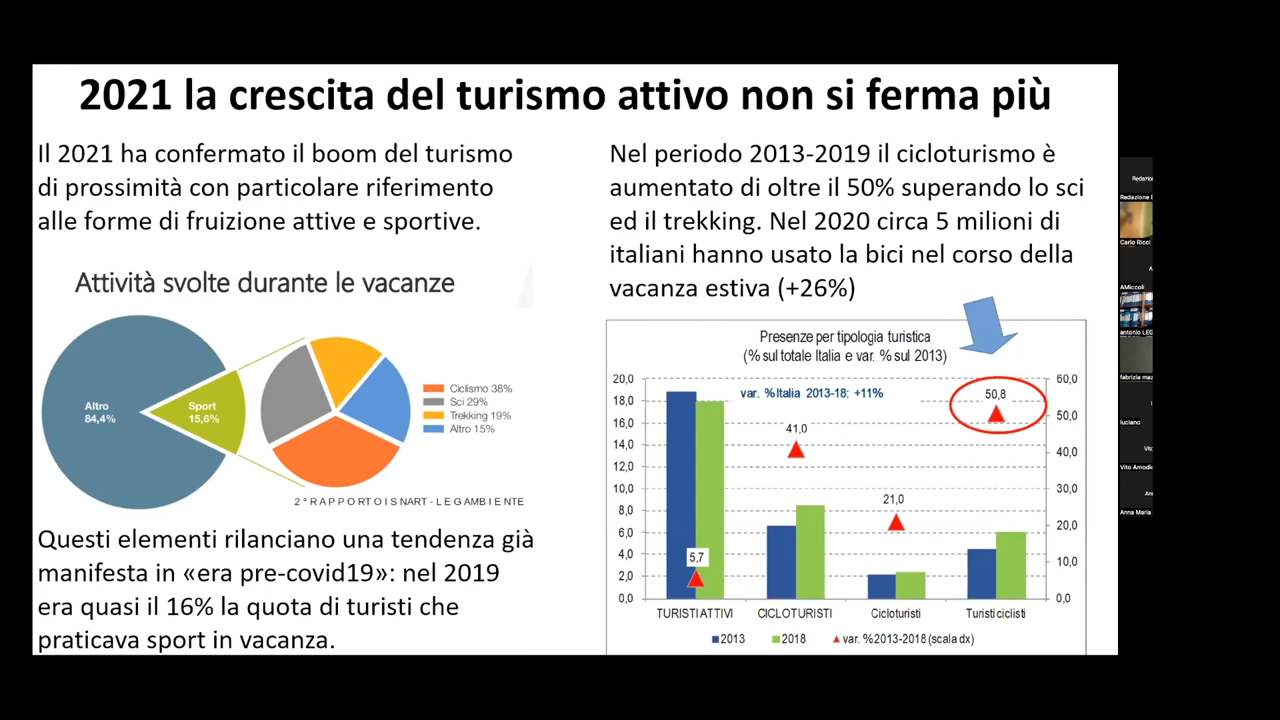 2021 la crescita del turismo attivo non si ferma più
Il 2021 ha confermato il boom del turismo
di prossimità con particolare riferimento
alle forme di fruizione attive e sportive.
Attività svolte durante le vacanze
Altro
84,4%
Sport
15,6%
Ciclismo 38%
Sci 29%
Trekking 19%
Altro 15%
2° RAPPORTO ISNART-LEGAMBIENTE
Questi elementi rilanciano una tendenza già
manifesta in «era pre-covid19»: nel 2019
era quasi il 16% la quota di turisti che
praticava sport in vacanza.
Nel periodo 2013-2019 il cicloturismo è
aumentato di oltre il 50% superando lo sci
ed il trekking. Nel 2020 circa 5 milioni di
italiani hanno usato la bici nel corso della
vacanza estiva (+26%)
Presenze per tipologia turistica
(% sul totale Italia e var. % sul 2013)
var. % Italia 2013-18: +11%
20,0
18,0
16,0
14,0
12,0
10,0
8,0
6,0
4,0
2,0
0,0
60,0
50,0
40,0
30,0
20,0
10,0
0,0
5,7
41,0
21,0
50,8
TURISTI ATTIVI
CICLOTURISTI
Cicloturisti
Turisti ciclisti
2013
2018
var. % 2013-2018 (scala dx)
Redazione
Carlo Ricci
AMiccoli
antonio LEG
fabrizia mau
luciano
Vito
Vito Amodio
Anna Maria